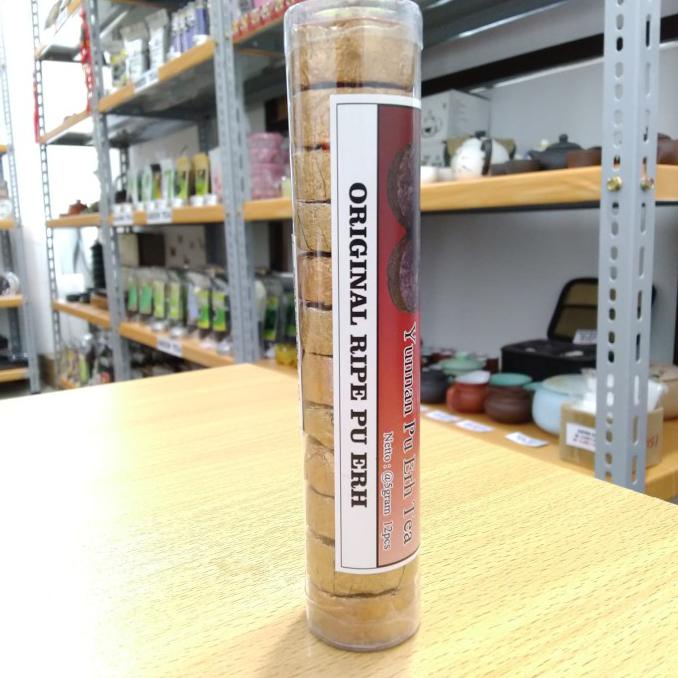 ORIGINAL RIPE PU ERH
Yunnan Pu Erh Tea
Netto : @5gram 12pcs